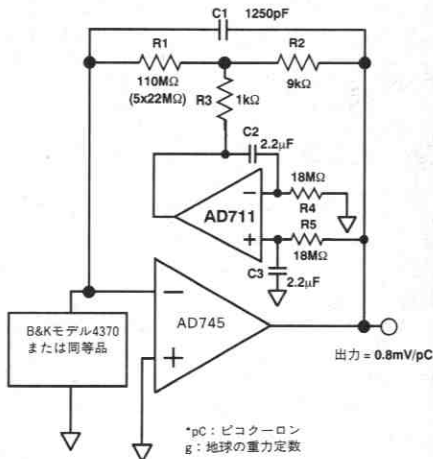 C1 1250pF
R1
R2
110MΩ
(5x22MΩ)
9kΩ
R3
1kΩ
C2
2.2μF
18MΩ
R4
AD711
R5
18MΩ
C3
2.2μF
B&Kモデル4370
または同等品
AD745
出力 = 0.8mV/pC
*pC：ピコクーロン
g：地球の重力定数